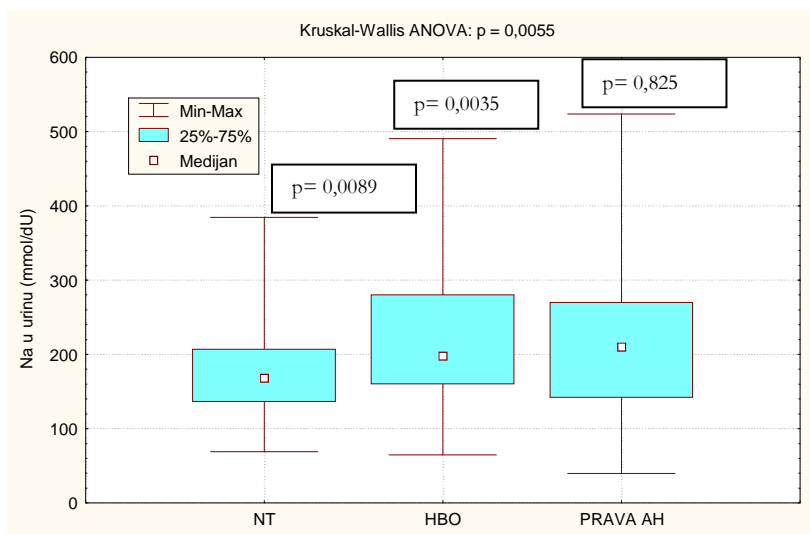 Kruskal-Wallis ANOVA: p = 0,0055
Na u urinu (mmol/dU)
600
500
400
300
200
100
0
Min-Max
25%-75%
Medijan
p= 0,0089
p= 0,0035
p= 0,825
NT
HBO
PRAVA AH